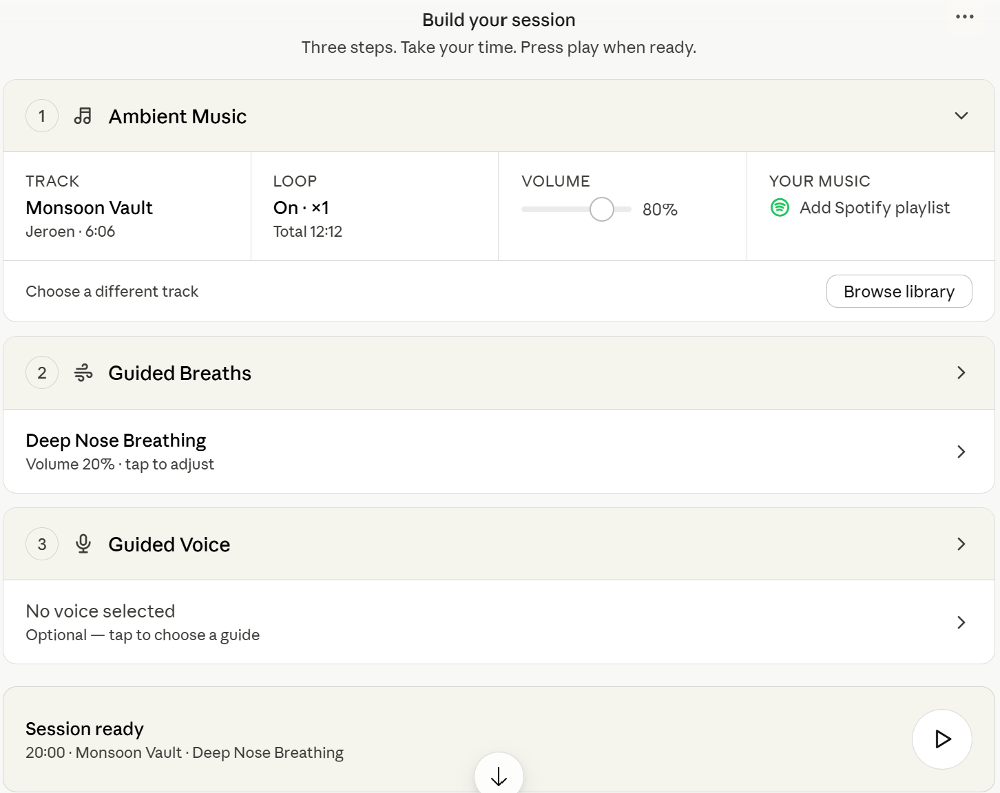 Build your session
Three steps. Take your time. Press play when ready.
1 Ambient Music
TRACK
Monsoon Vault
Jeroen · 6:06
LOOP
On · ×1
Total 12:12
VOLUME
80%
YOUR MUSIC
Add Spotify playlist
Choose a different track
Browse library
2 Guided Breaths
Deep Nose Breathing
Volume 20% · tap to adjust
3 Guided Voice
No voice selected
Optional — tap to choose a guide
Session ready
20:00 · Monsoon Vault · Deep Nose Breathing